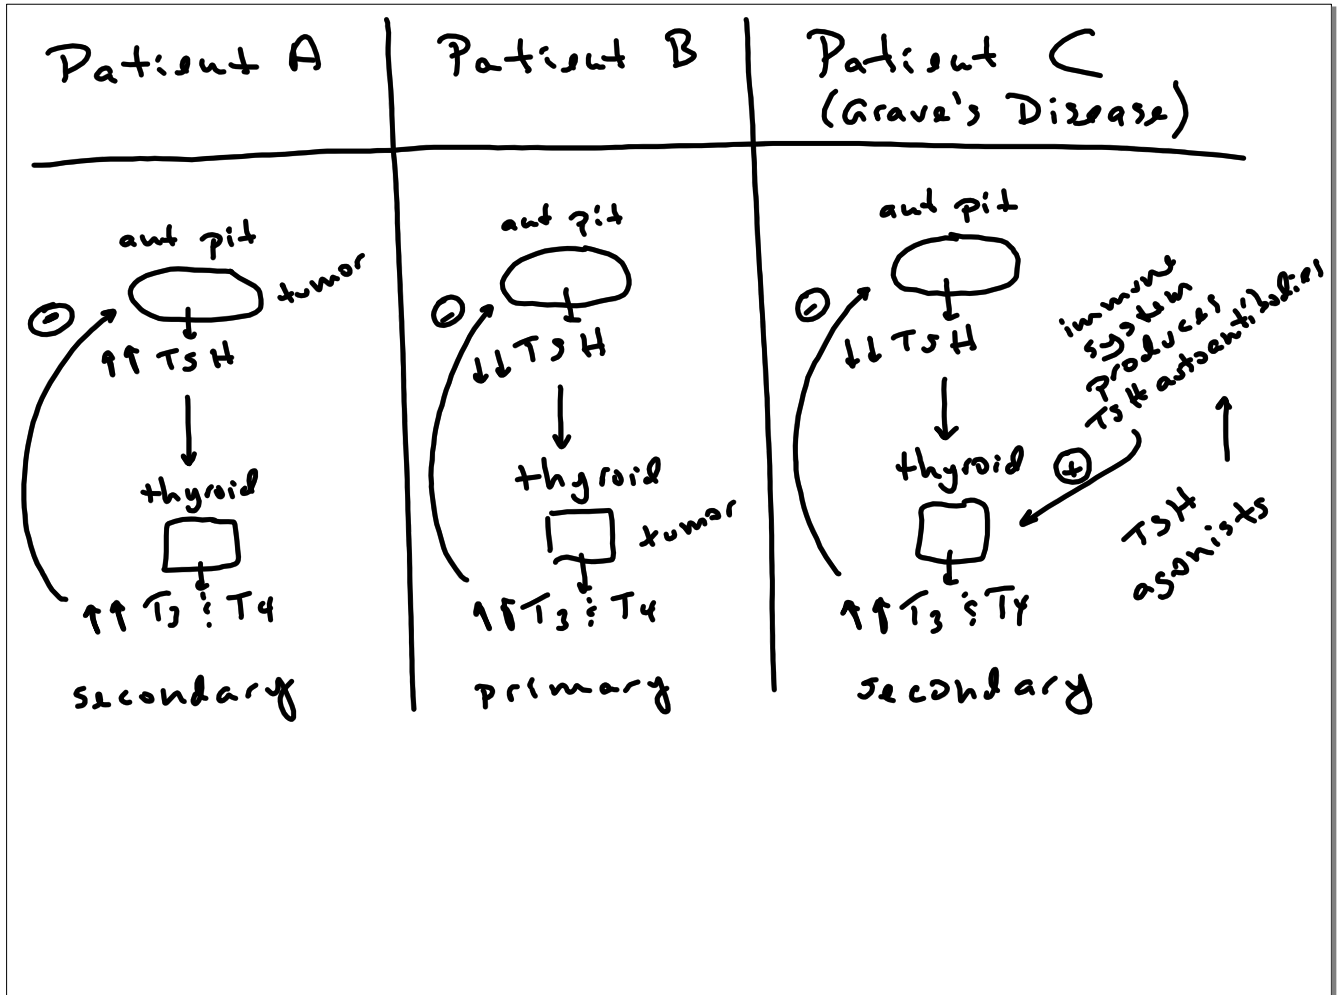 Patient A
Patient B
Patient C
(Grave's Disease)
ant pit
tumor
⊖
↑↑ TSH
thyroid
↑↑ T3 & T4
secondary
ant pit
⊖
↓↓ TSH
thyroid
tumor
↑↑ T3 & T4
primary
ant pit
⊖
↓↓ TSH
immune
system
produces
TSH autoantibodies
thyroid
⊕
TSH
agonists
↑↑ T3 & T4
secondary